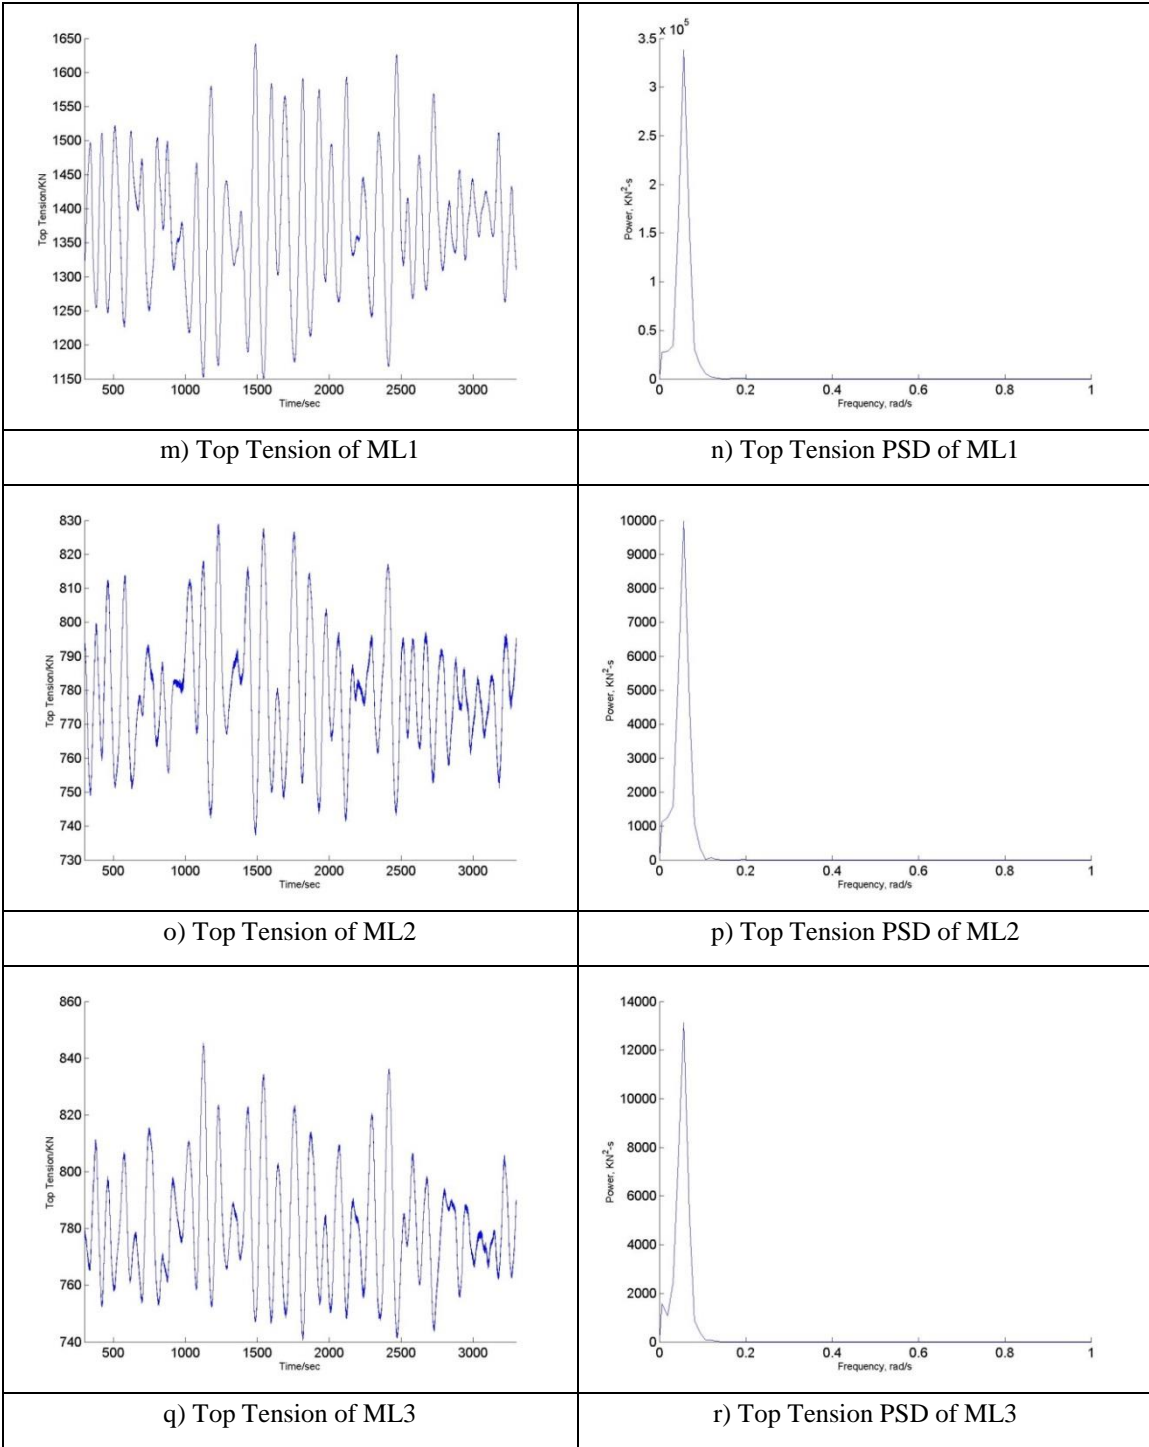 1650
1600
1550
1500
1450
1400
1350
1300
1250
1200
1150
Top Tension/KN
500 1000 1500 2000 2500 3000
Time/sec
x 10^5
3.5
3
2.5
2
1.5
1
0.5
0
Power, KN²-s
0 0.2 0.4 0.6 0.8 1
Frequency, rad/s
m) Top Tension of ML1
n) Top Tension PSD of ML1
830
820
810
800
790
780
770
760
750
740
730
Top Tension/KN
500 1000 1500 2000 2500 3000
Time/sec
10000
9000
8000
7000
6000
5000
4000
3000
2000
1000
0
Power, KN²-s
0 0.2 0.4 0.6 0.8 1
Frequency, rad/s
o) Top Tension of ML2
p) Top Tension PSD of ML2
860
840
820
800
780
760
740
Top Tension/KN
500 1000 1500 2000 2500 3000
Time/sec
14000
12000
10000
8000
6000
4000
2000
0
Power, KN²-s
0 0.2 0.4 0.6 0.8 1
Frequency, rad/s
q) Top Tension of ML3
r) Top Tension PSD of ML3